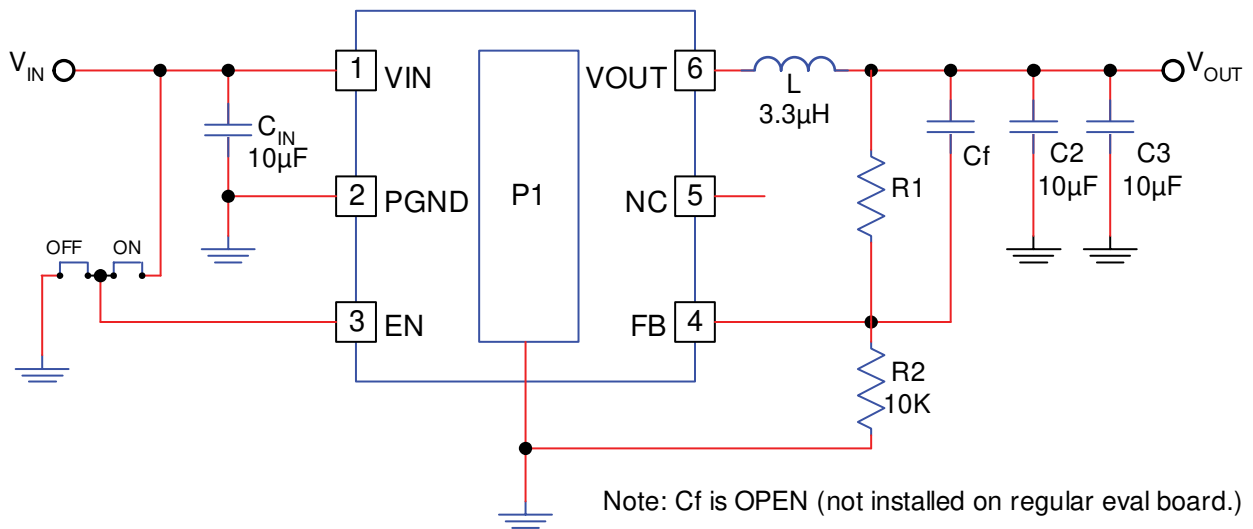 VIN
1
VIN
CIN
10µF
2
PGND
OFF
ON
3
EN
P1
VOUT
6
L
3.3µH
VOUT
NC
5
R1
Cf
C2
10µF
C3
10µF
FB
4
R2
10K
Note: Cf is OPEN (not installed on regular eval board.)